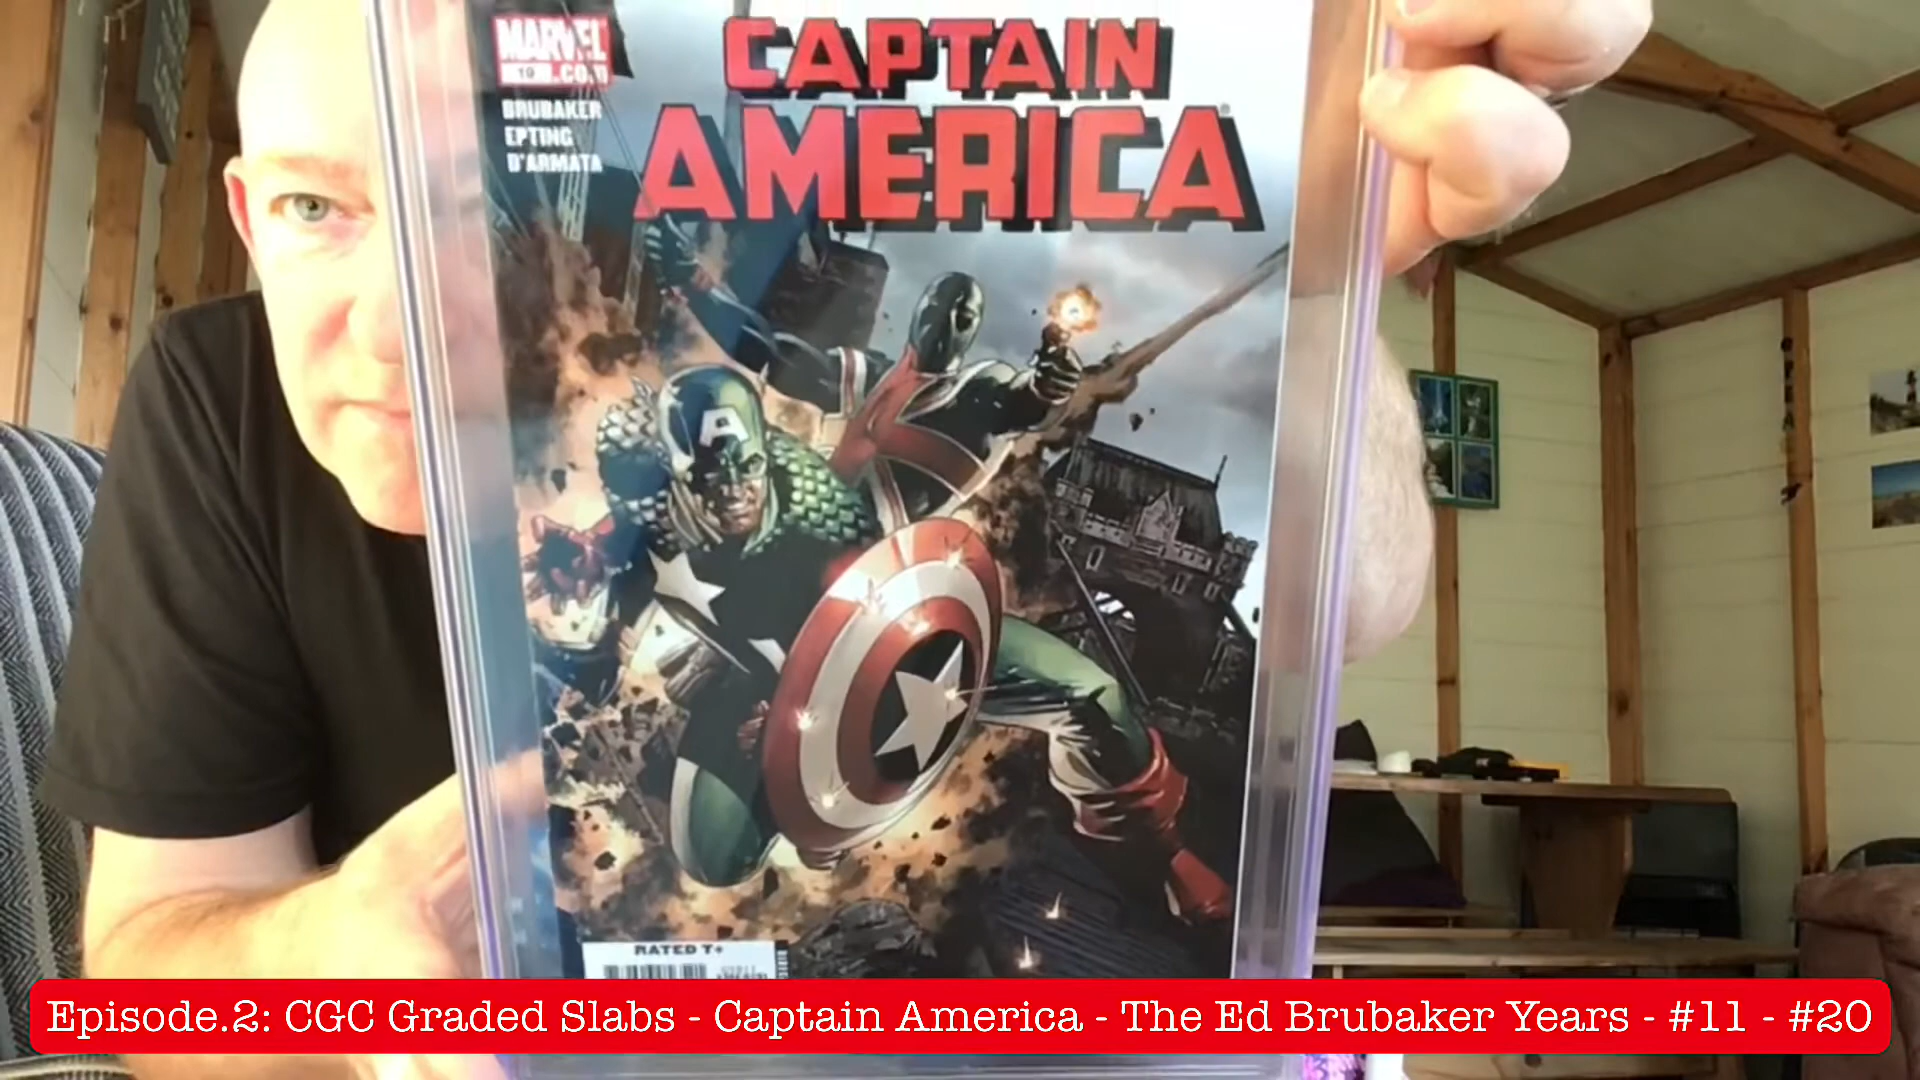 MARVEL
19 .com
BRUBAKER
EPTING
D'ARMATA
CAPTAIN
AMERICA
A
RATED T+
Episode.2: CGC Graded Slabs - Captain America - The Ed Brubaker Years - #11 - #20